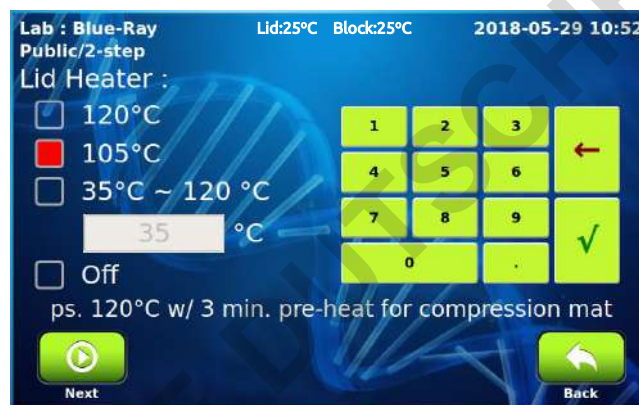 Lab : Blue-Ray Lid:25ºC Block:25ºC 2018-05-29 10:52
Public/2-step
Lid Heater :
120°C
105°C
35°C ~ 120 °C
35 °C
Off
1 2 3 ←
4 5 6
7 8 9 √
0 .
ps. 120°C w/ 3 min. pre-heat for compression mat
Next Back